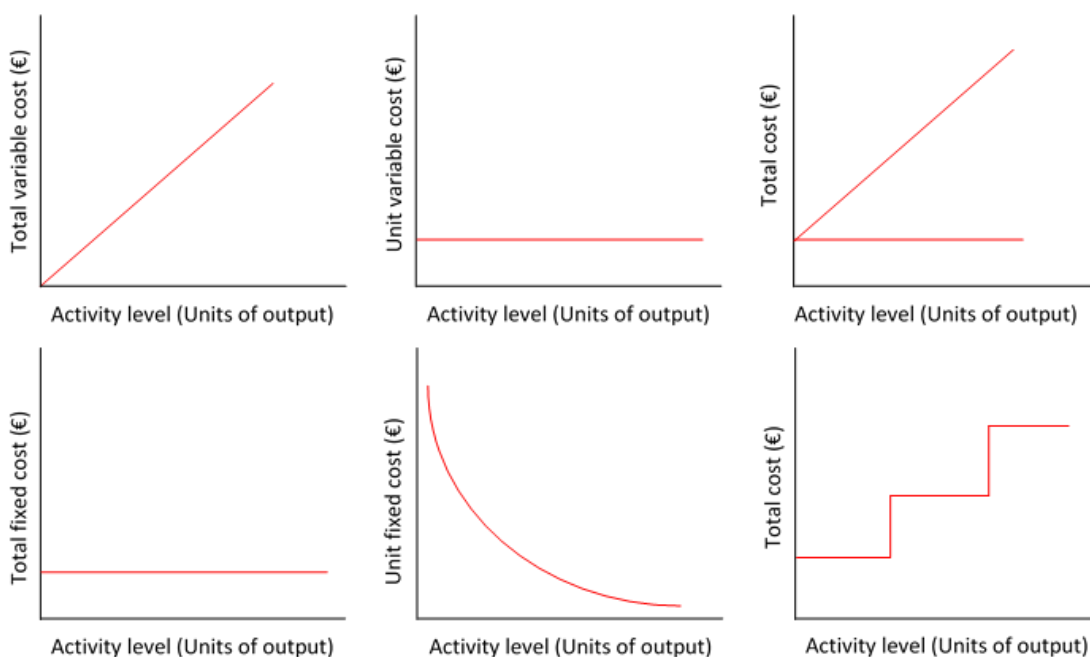 Total variable cost (€)
Unit variable cost (€)
Total cost (€)
Activity level (Units of output)
Activity level (Units of output)
Activity level (Units of output)
Total fixed cost (€)
Unit fixed cost (€)
Total cost (€)
Activity level (Units of output)
Activity level (Units of output)
Activity level (Units of output)